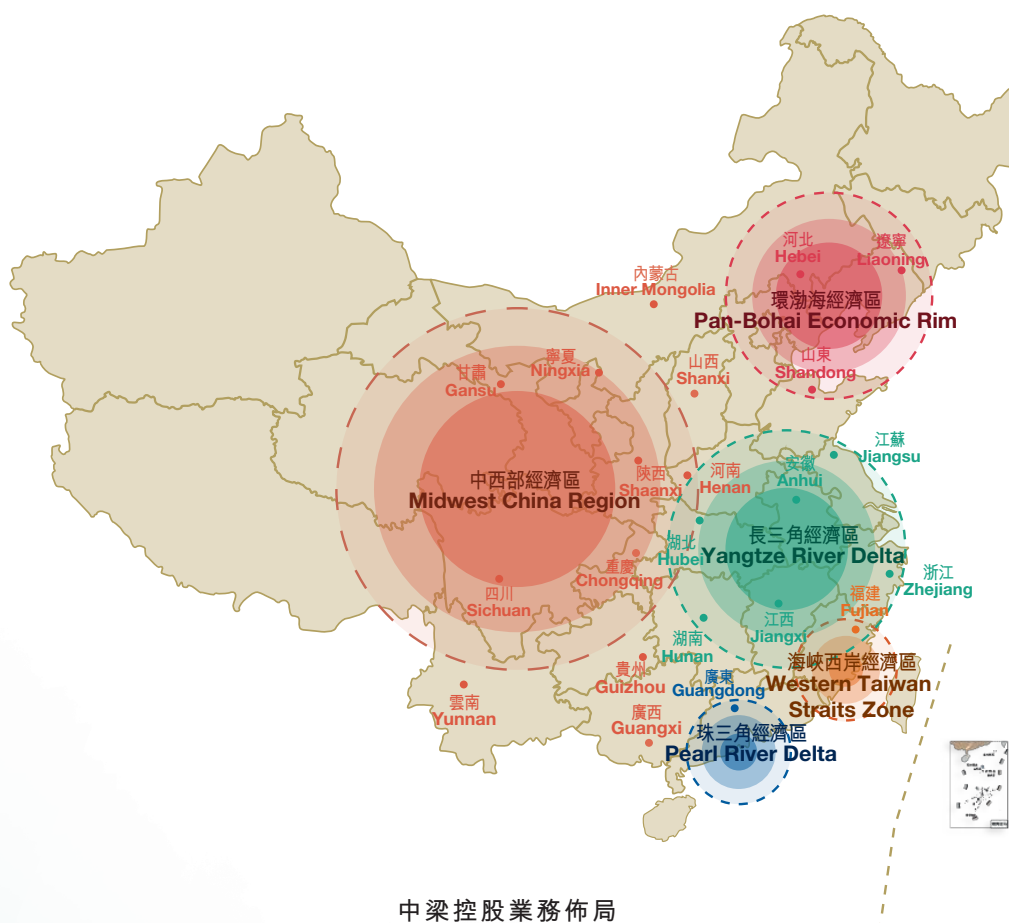 河北
Hebei
遼寧
Liaoning
內蒙古
Inner Mongolia
環渤海經濟區
Pan-Bohai Economic Rim
山東
Shandong
山西
Shanxi
寧夏
Ningxia
甘肅
Gansu
江蘇
Jiangsu
安徽
Anhui
河南
Henan
陝西
Shaanxi
中西部經濟區
Midwest China Region
長三角經濟區
Yangtze River Delta
湖北
Hubei
重慶
Chongqing
浙江
Zhejiang
四川
Sichuan
福建
Fujian
江西
Jiangxi
湖南
Hunan
海峽西岸經濟區
Western Taiwan
Straits Zone
貴州
Guizhou
廣東
Guangdong
雲南
Yunnan
廣西
Guangxi
珠三角經濟區
Pearl River Delta
中梁控股業務佈局